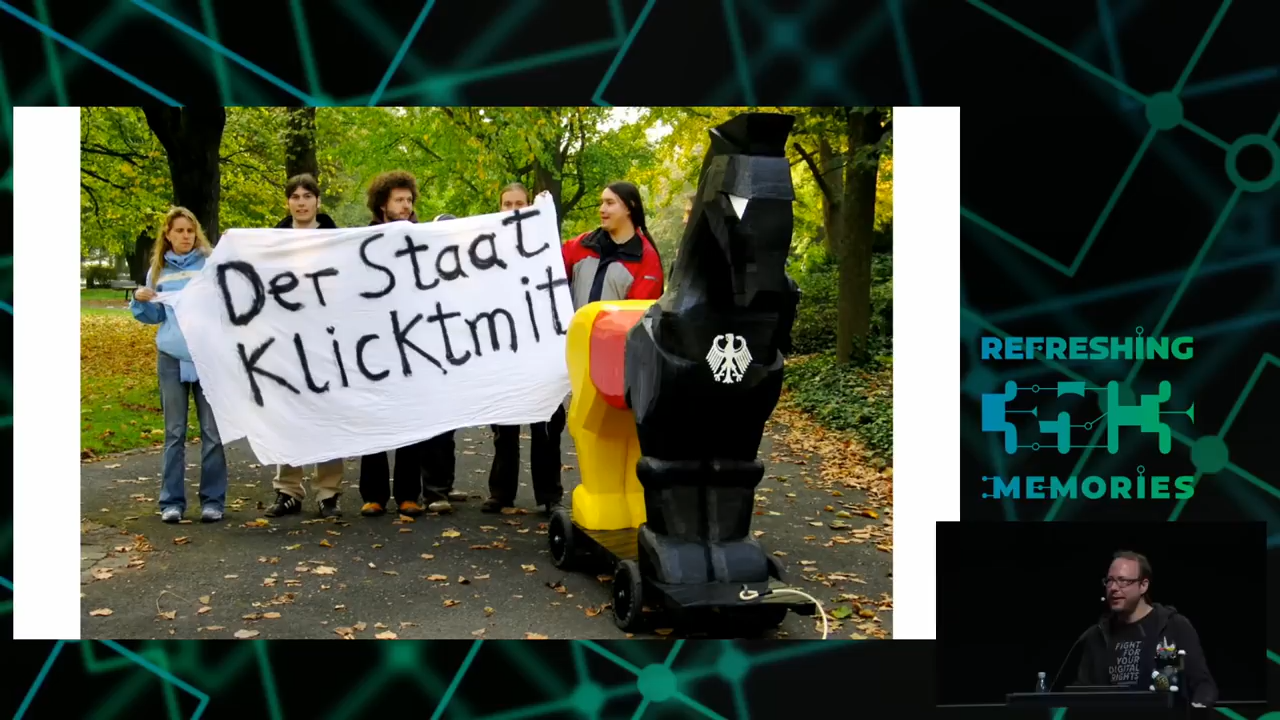 Der Staat
Klicktmit
REFRESHING
MEMORIES
FIGHT
FOR
YOUR
DIGITAL
RIGHTS